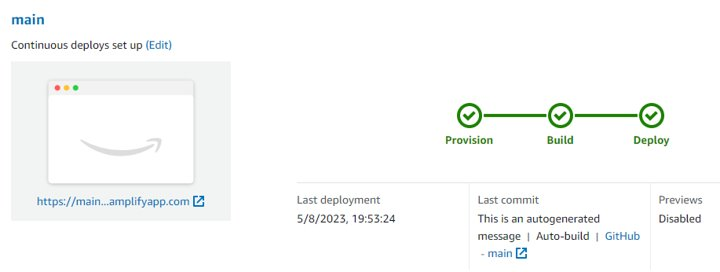 main
Continuous deploys set up (Edit)
https://main...amplifyapp.com
Provision
Build
Deploy
Last deployment
5/8/2023, 19:53:24
Last commit
This is an autogenerated
message | Auto-build | GitHub
- main
Previews
Disabled